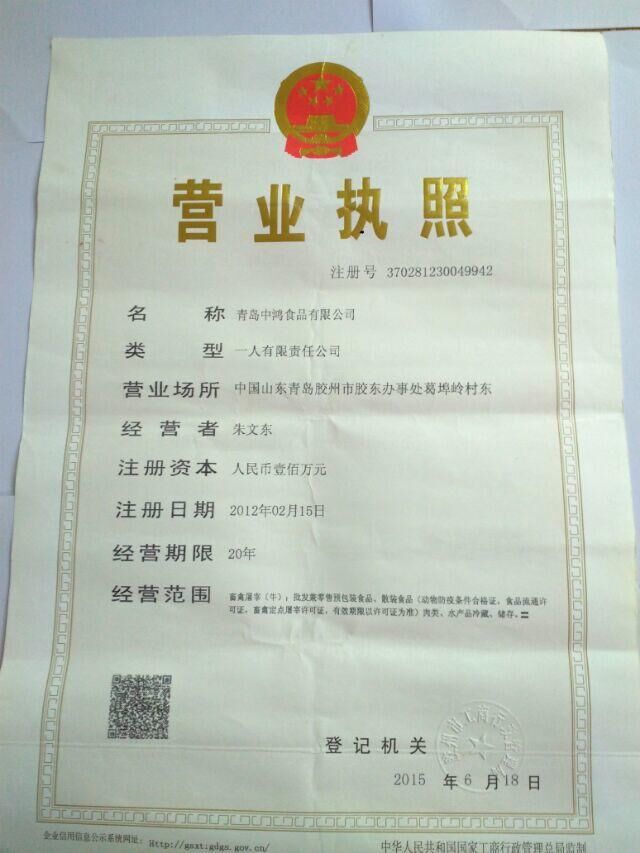 营业执照
注册号 370281230049942
名称 青岛中鸿食品有限公司
类型 一人有限责任公司
营业场所 中国山东青岛胶州市胶东办事处葛埠岭村东
经营者 朱文东
注册资本 人民币壹佰万元
注册日期 2012年02月15日
经营期限 20年
经营范围 畜禽屠宰（牛）；批发兼零售预包装食品、散装食品（动物防疫条件合格证、食品流通许
可证、畜禽定点屠宰许可证，有效期限以许可证为准）肉类、水产品冷藏、储存。
登记机关
2015 年 6 月 18 日
企业信用信息公示系统网址： Http://gsxt.gdgs.gov.cn/
中华人民共和国国家工商行政管理总局监制